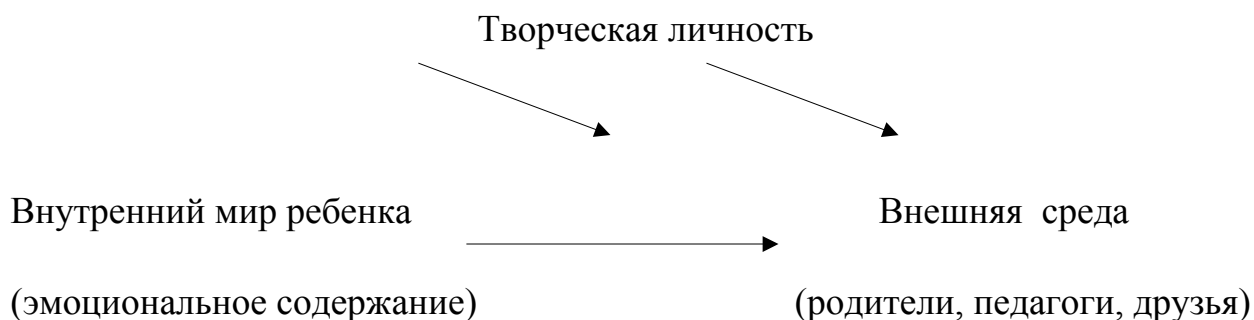 Творческая личность
Внутренний мир ребенка Внешняя среда
(эмоциональное содержание) (родители, педагоги, друзья)